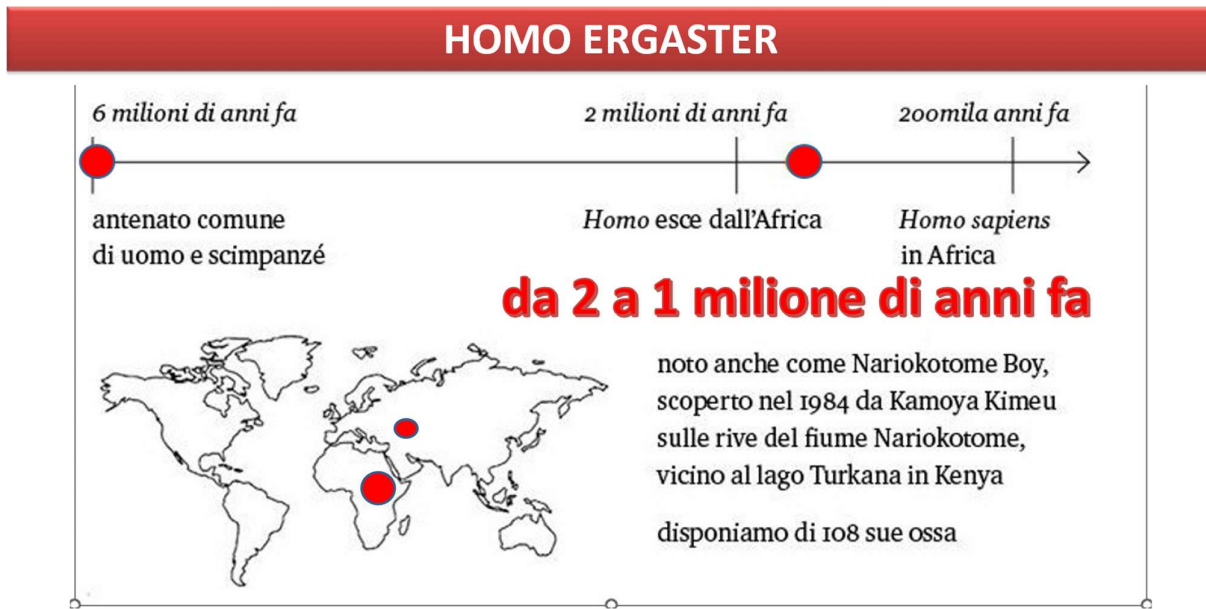 HOMO ERGASTER
6 milioni di anni fa
2 milioni di anni fa
200mila anni fa
antenato comune
di uomo e scimpanzé
Homo esce dall'Africa
Homo sapiens
in Africa
da 2 a 1 milione di anni fa
noto anche come Nariokotome Boy,
scoperto nel 1984 da Kamoya Kimeu
sulle rive del fiume Nariokotome,
vicino al lago Turkana in Kenya
disponiamo di 108 sue ossa